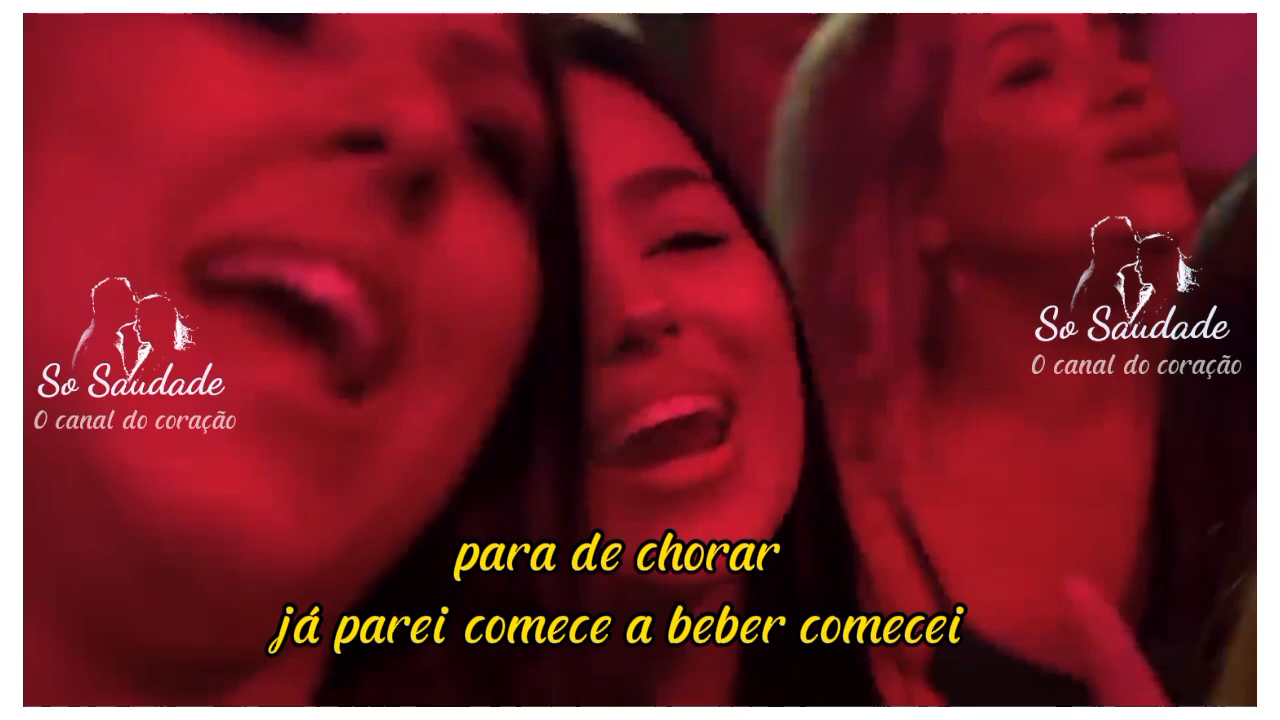 So Saudade
O canal do coração
So Saudade
O canal do coração
para de chorar
já parei comece a beber comecei